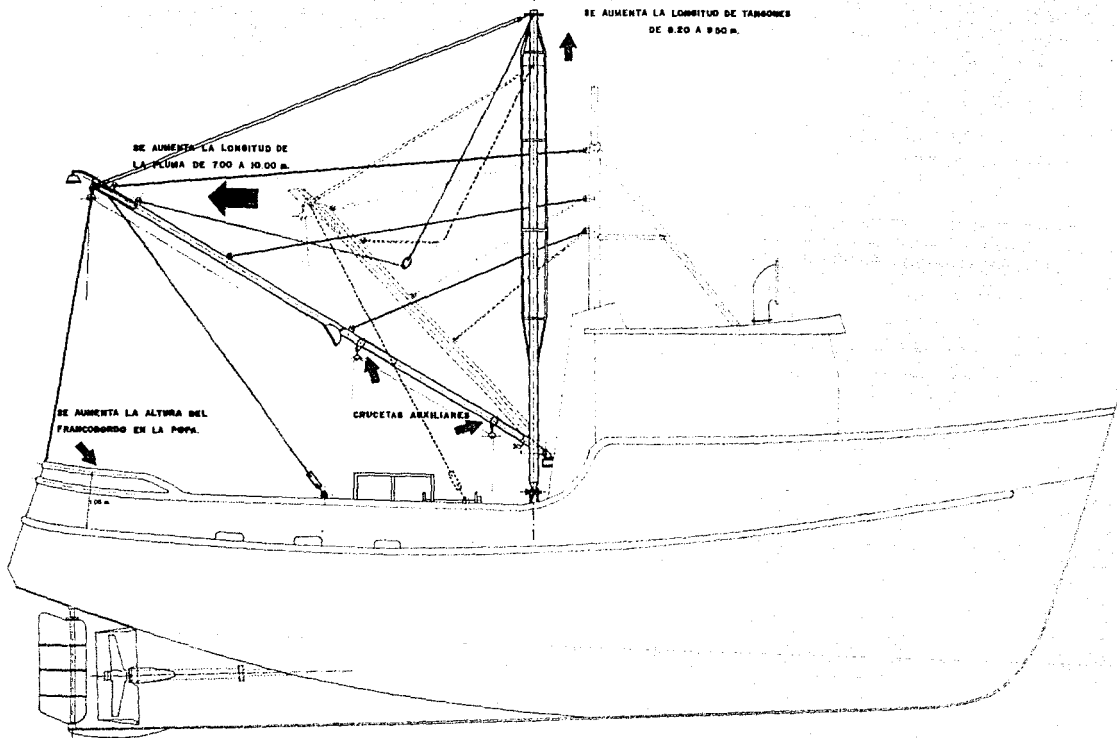 SE AUMENTA LA LONGITUD DE TANGONES
DE 8.20 A 9.50 m.
SE AUMENTA LA LONGITUD DE
LA PLUMA DE 7.00 A 10.00 m.
SE AUMENTA LA ALTURA DEL
FRANCOBORDO EN LA POPA.
CRUCETAS AUXILIARES